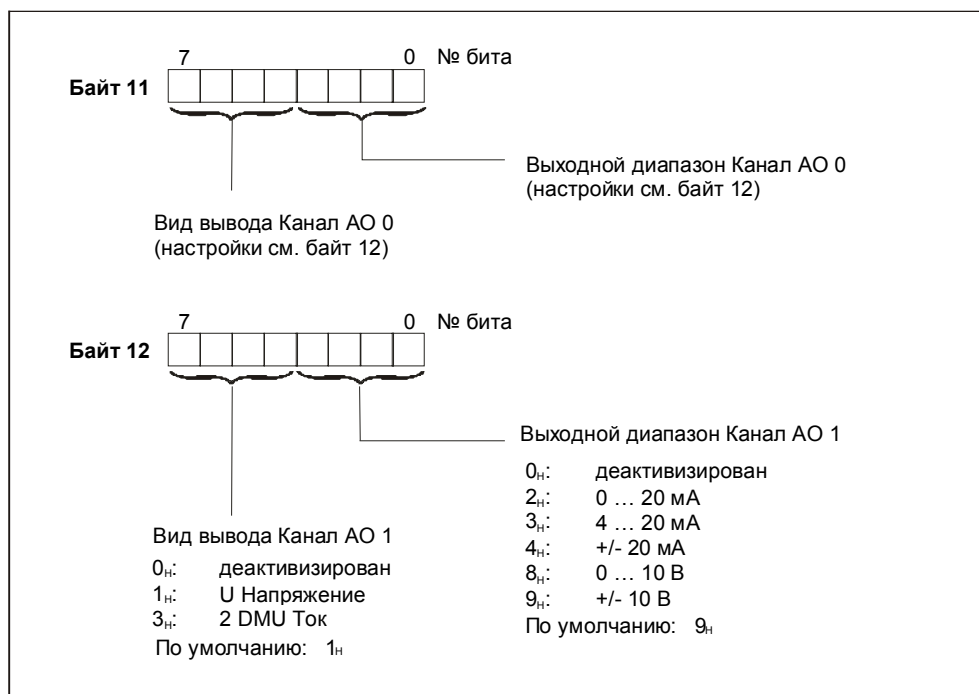 7 0 № бита
Байт 11
Выходной диапазон Канал АО 0
(настройки см. байт 12)
Вид вывода Канал АО 0
(настройки см. байт 12)
7 0 № бита
Байт 12
Выходной диапазон Канал АО 1
0н: деактивизирован
2н: 0 … 20 мА
3н: 4 … 20 мА
4н: +/- 20 мА
8н: 0 … 10 В
9н: +/- 10 В
По умолчанию: 9н
Вид вывода Канал АО 1
0н: деактивизирован
1н: U Напряжение
3н: 2 DMU Ток
По умолчанию: 1н